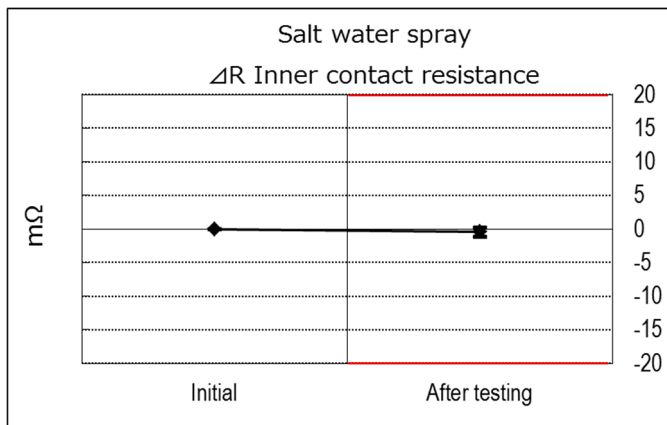 Salt water spray
⊿R Inner contact resistance
mΩ
20
15
10
5
0
-5
-10
-15
-20
Initial After testing